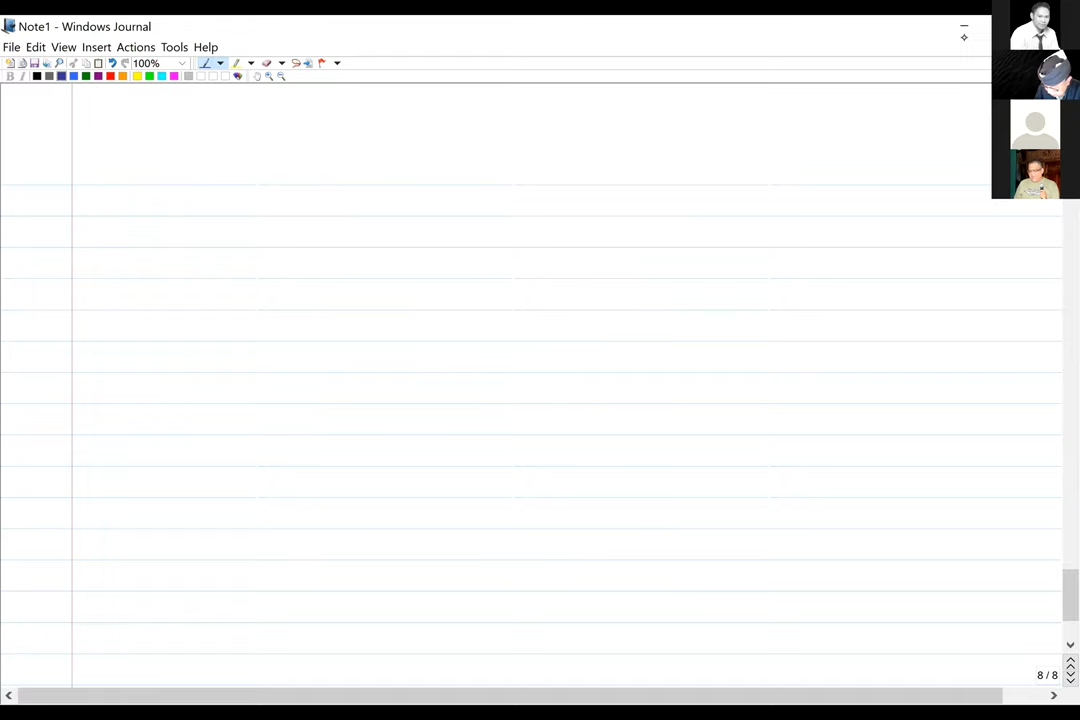 Note1 - Windows Journal
File Edit View Insert Actions Tools Help
100%
B I
8 / 8